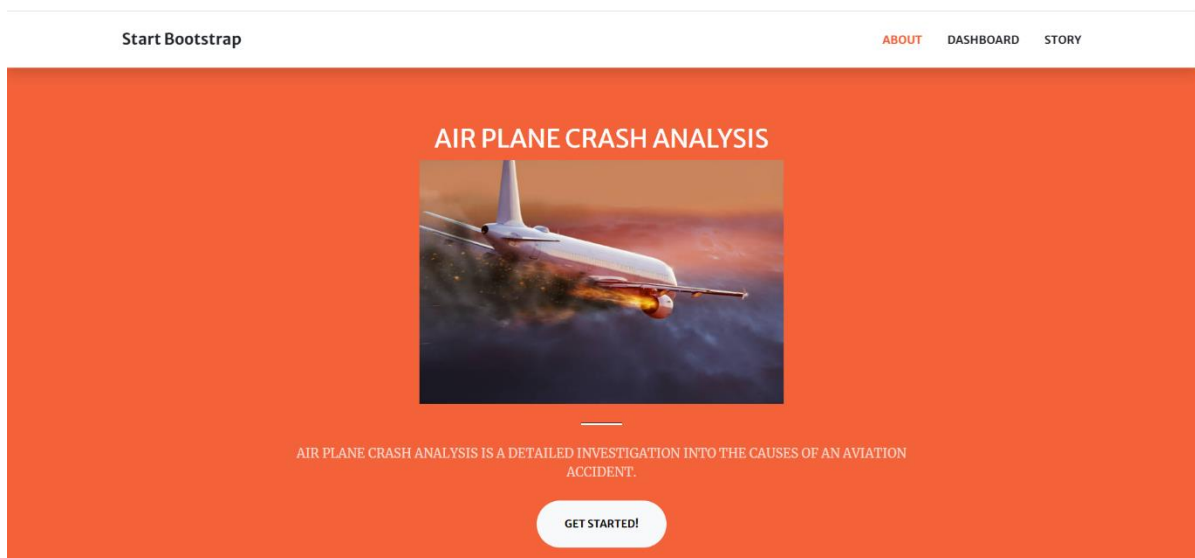 Start Bootstrap
ABOUT DASHBOARD STORY
AIR PLANE CRASH ANALYSIS
AIR PLANE CRASH ANALYSIS IS A DETAILED INVESTIGATION INTO THE CAUSES OF AN AVIATION
ACCIDENT.
GET STARTED!